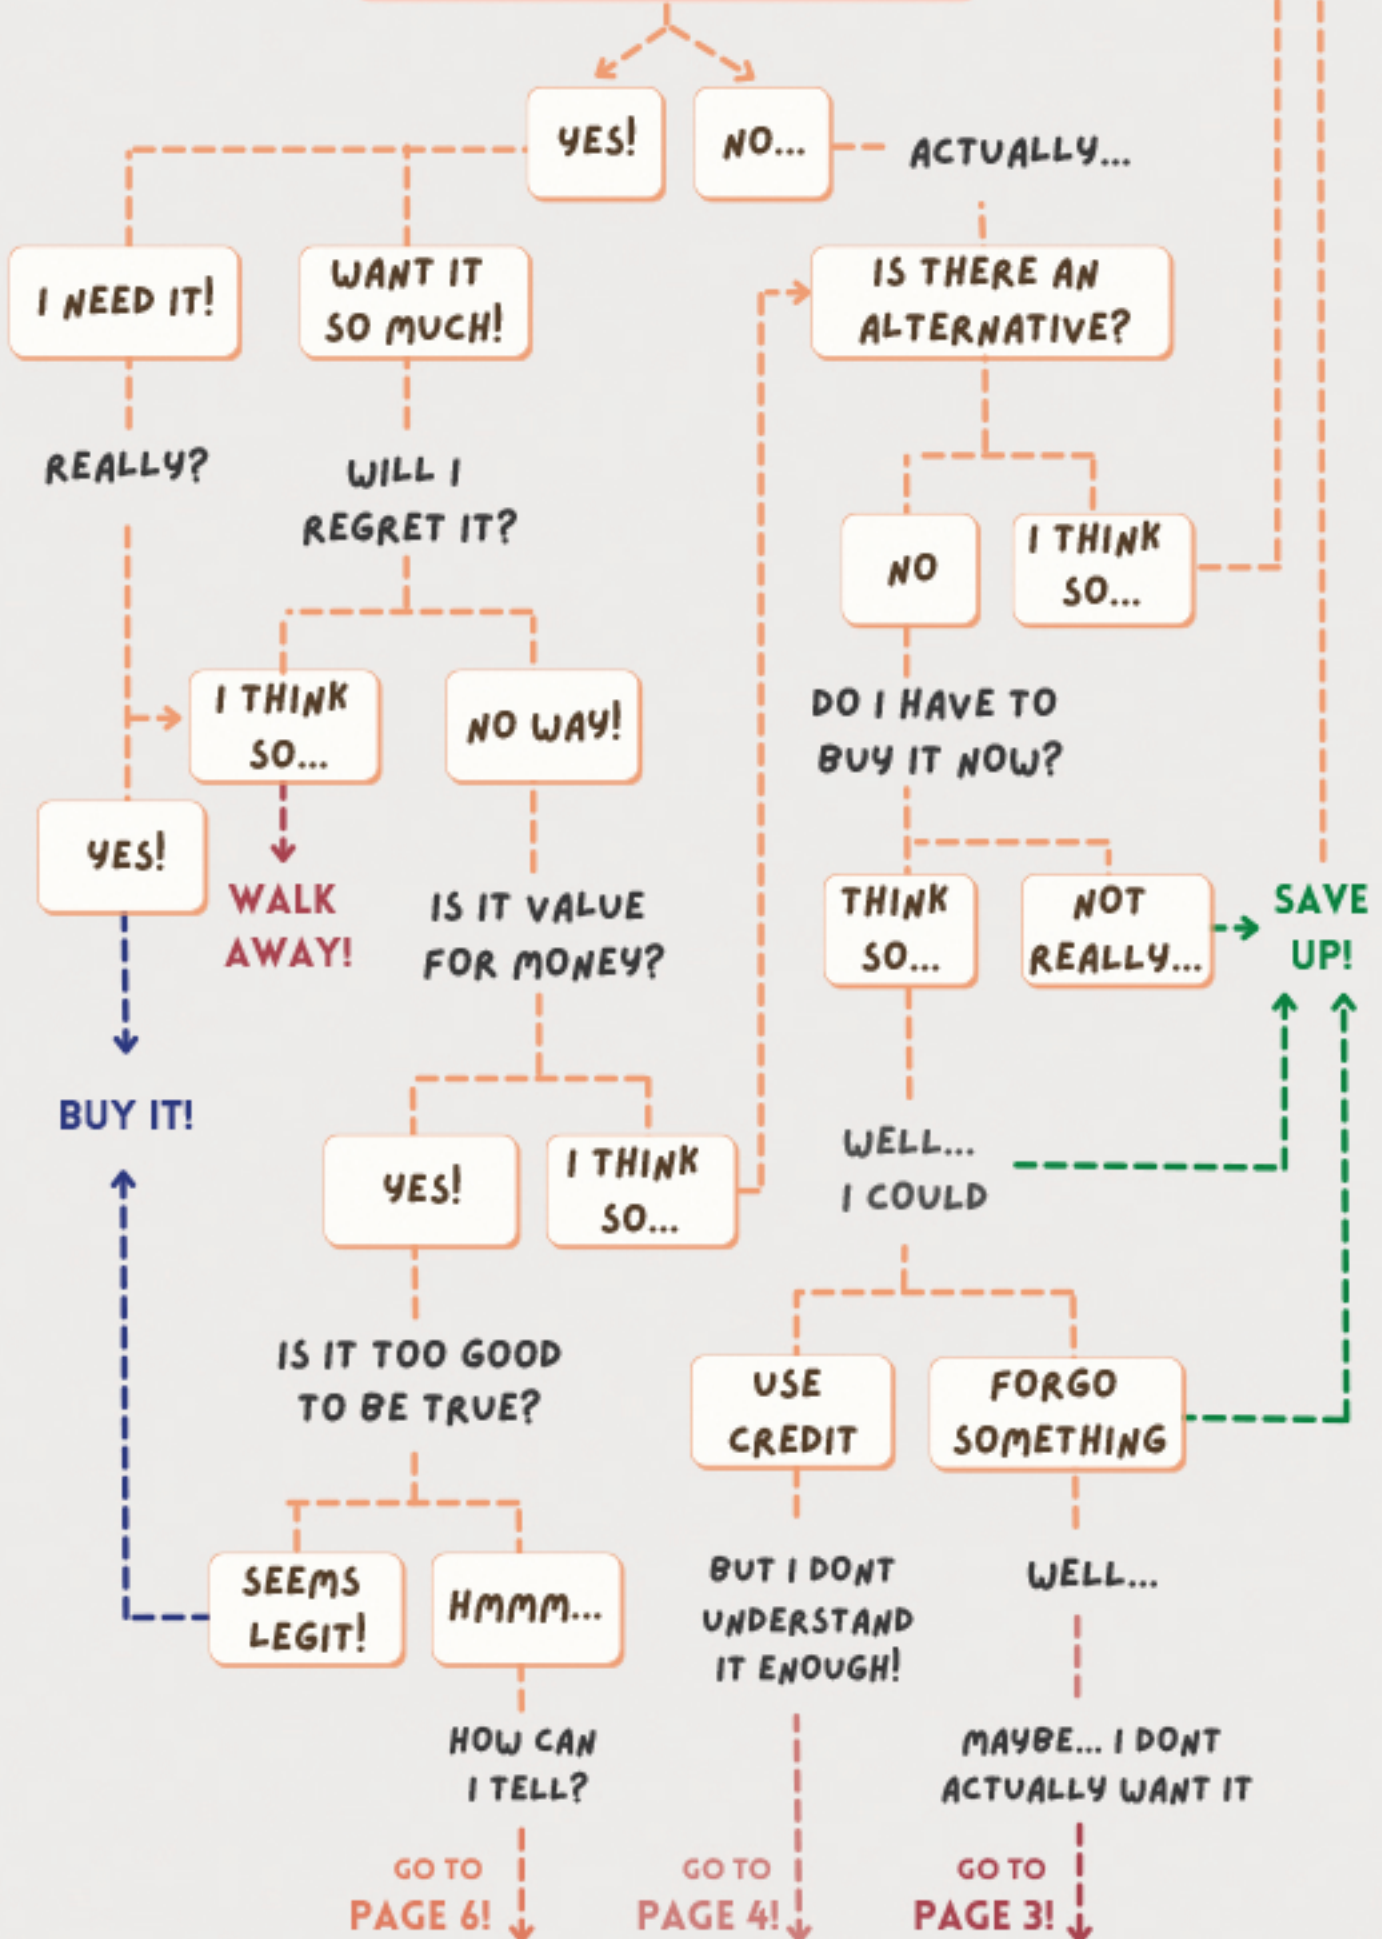 YES!
NO...
ACTUALLY...
I NEED IT!
WANT IT
SO MUCH!
IS THERE AN
ALTERNATIVE?
REALLY?
WILL I
REGRET IT?
NO
I THINK
SO...
I THINK
SO...
NO WAY!
DO I HAVE TO
BUY IT NOW?
YES!
WALK
AWAY!
IS IT VALUE
FOR MONEY?
THINK
SO...
NOT
REALLY...
SAVE
UP!
BUY IT!
YES!
I THINK
SO...
WELL...
I COULD
IS IT TOO GOOD
TO BE TRUE?
USE
CREDIT
FORGO
SOMETHING
SEEMS
LEGIT!
HMMM...
BUT I DONT
UNDERSTAND
IT ENOUGH!
WELL...
HOW CAN
I TELL?
MAYBE... I DONT
ACTUALLY WANT IT
GO TO
PAGE 6!
GO TO
PAGE 4!
GO TO
PAGE 3!